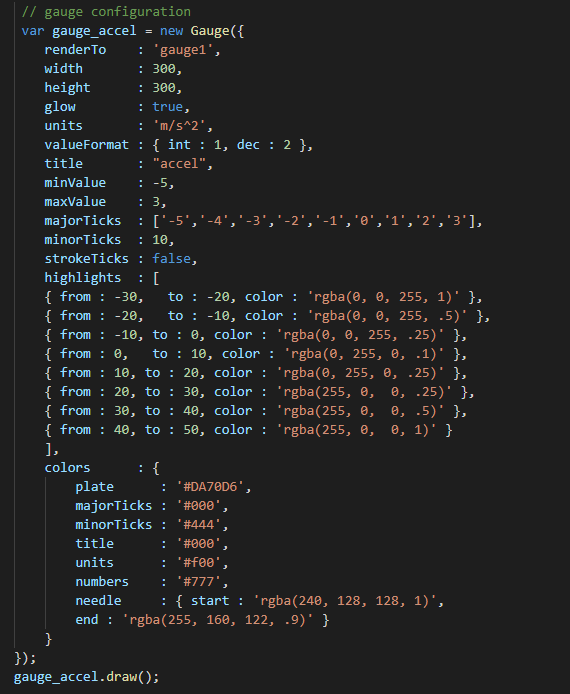 // gauge configuration
var gauge_accel = new Gauge({
    renderTo    : 'gauge1',
    width       : 300,
    height      : 300,
    glow        : true,
    units       : 'm/s^2',
    valueFormat : { int : 1, dec : 2 },
    title       : "accel",
    minValue    : -5,
    maxValue    : 3,
    majorTicks  : ['-5','-4','-3','-2','-1','0','1','2','3'],
    minorTicks  : 10,
    strokeTicks : false,
    highlights  : [
    { from : -30,   to : -20, color : 'rgba(0, 0, 255, 1)' },
    { from : -20,   to : -10, color : 'rgba(0, 0, 255, .5)' },
    { from : -10, to : 0, color : 'rgba(0, 0, 255, .25)' },
    { from : 0,   to : 10, color : 'rgba(0, 255, 0, .1)' },
    { from : 10, to : 20, color : 'rgba(0, 255, 0, .25)' },
    { from : 20, to : 30, color : 'rgba(255, 0,  0, .25)' },
    { from : 30, to : 40, color : 'rgba(255, 0,  0, .5)' },
    { from : 40, to : 50, color : 'rgba(255, 0,  0, 1)' }
    ],
    colors      : {
        plate      : '#DA70D6',
        majorTicks : '#000',
        minorTicks : '#444',
        title      : '#000',
        units      : '#f00',
        numbers    : '#777',
        needle     : { start : 'rgba(240, 128, 128, 1)',
        end : 'rgba(255, 160, 122, .9)' }
    }
});
gauge_accel.draw();